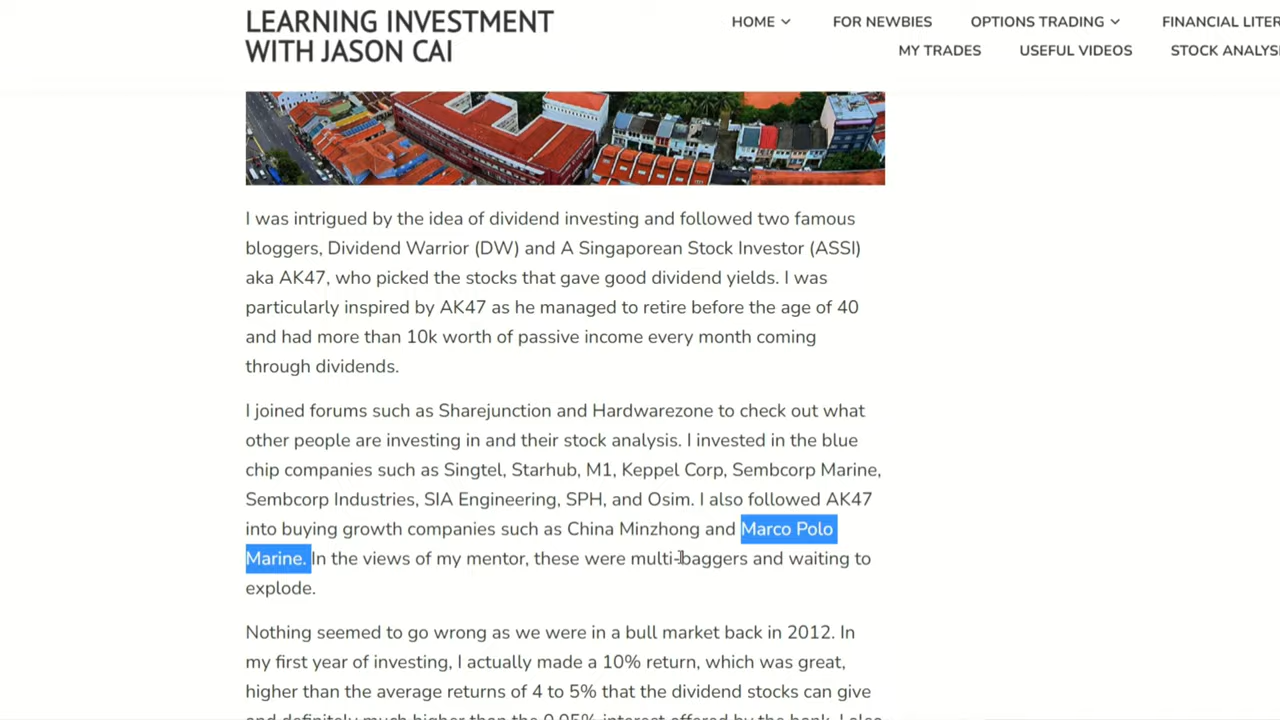 LEARNING INVESTMENT
WITH JASON CAI
HOME
FOR NEWBIES
OPTIONS TRADING
FINANCIAL LITER
MY TRADES
USEFUL VIDEOS
STOCK ANALYS
I was intrigued by the idea of dividend investing and followed two famous
bloggers, Dividend Warrior (DW) and A Singaporean Stock Investor (ASSI)
aka AK47, who picked the stocks that gave good dividend yields. I was
particularly inspired by AK47 as he managed to retire before the age of 40
and had more than 10k worth of passive income every month coming
through dividends.
I joined forums such as Sharejunction and Hardwarezone to check out what
other people are investing in and their stock analysis. I invested in the blue
chip companies such as Singtel, Starhub, M1, Keppel Corp, Sembcorp Marine,
Sembcorp Industries, SIA Engineering, SPH, and Osim. I also followed AK47
into buying growth companies such as China Minzhong and Marco Polo
Marine. In the views of my mentor, these were multi-baggers and waiting to
explode.
Nothing seemed to go wrong as we were in a bull market back in 2012. In
my first year of investing, I actually made a 10% return, which was great,
higher than the average returns of 4 to 5% that the dividend stocks can give
and definitely much higher than the 0.05% interest offered by the bank. I also